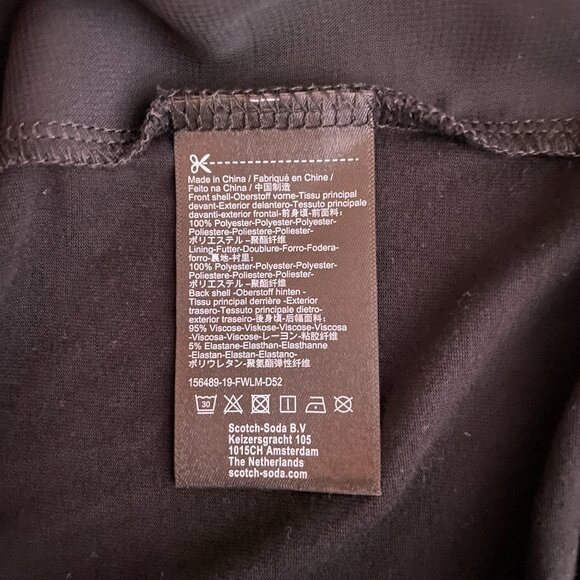 Made in China / Fabriqué en Chine /
Feito na China / 中国制造
Front shell-Oberstoff vorne-Tissu principal
devant-Exterior delantero-Tessuto principale
davanti-exterior frontal-前身頃-前面料:
100% Polyester-Polyester-Polyester-
Poliestere-Poliester-Poliester-
ポリエステル -聚酯纤维
Lining-Futter-Doublure-Forro-Fodera-
forro-裏地-衬里:
100% Polyester-Polyester-Polyester-
Poliestere-Poliester-Poliester-
ポリエステル -聚酯纤维
Back shell -Oberstoff hinten -
Tissu principal derrière -Exterior
trasero-Tessuto principale dietro-
exterior traseiro-後身頃-后幅面料:
95% Viscose-Viskose-Viscose-Viscosa
-Viscosa-Viscose-レーヨン-粘胶纤维
5% Elastane-Elasthan-Elasthanne
-Elastan-Elastan-Elastano-
ポリウレタン-聚氨酯弹性纤维
156489-19-FWLM-D52
30
Scotch-Soda B.V
Keizersgracht 105
1015CH Amsterdam
The Netherlands
scotch-soda.com